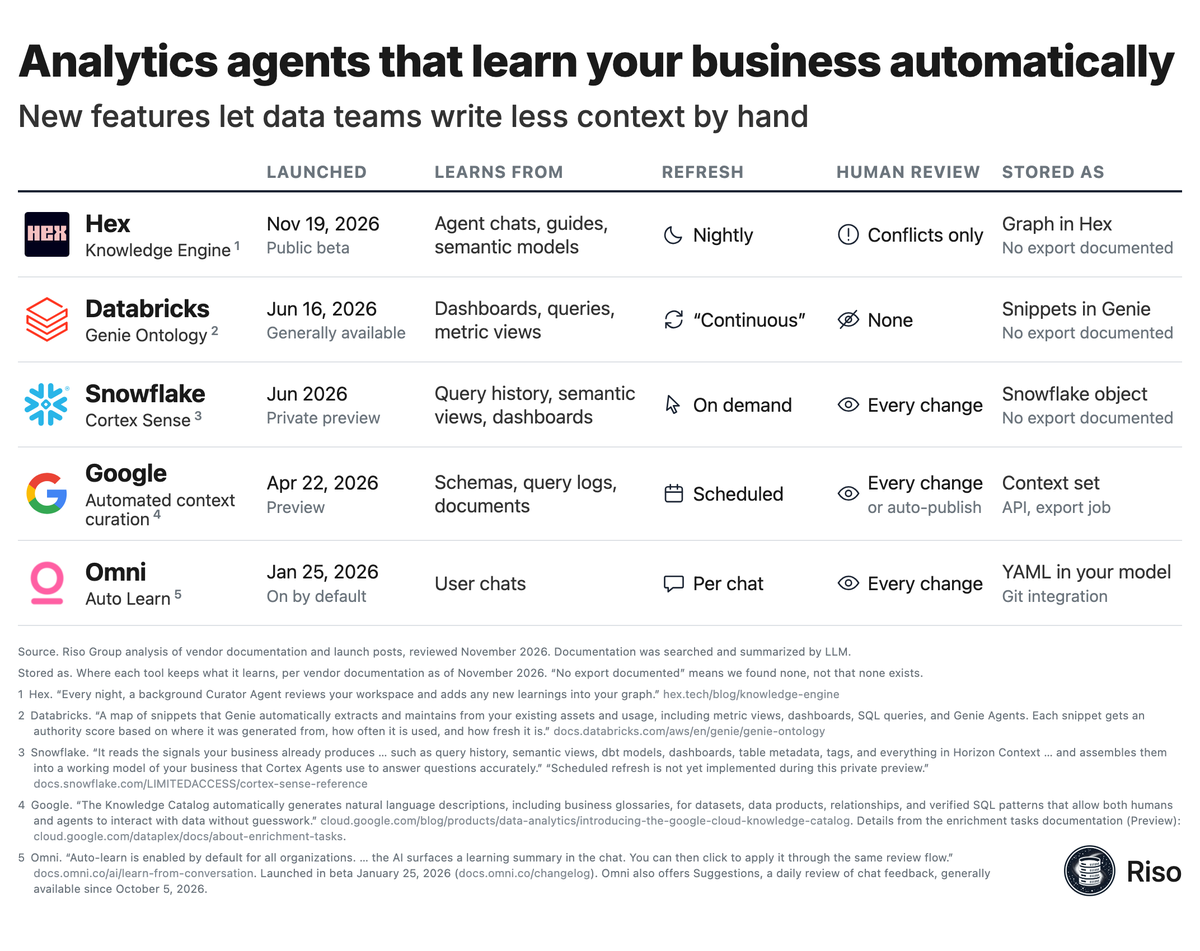 Analytics agents that learn your business automatically
New features let data teams write less context by hand
LAUNCHED LEARNS FROM REFRESH HUMAN REVIEW STORED AS
HEX
Hex
Knowledge Engine 1
Nov 19, 2026
Public beta
Agent chats, guides,
semantic models
Nightly
Conflicts only
Graph in Hex
No export documented
Databricks
Genie Ontology 2
Jun 16, 2026
Generally available
Dashboards, queries,
metric views
“Continuous”
None
Snippets in Genie
No export documented
Snowflake
Cortex Sense 3
Jun 2026
Private preview
Query history, semantic
views, dashboards
On demand
Every change
Snowflake object
No export documented
Google
Automated context
curation 4
Apr 22, 2026
Preview
Schemas, query logs,
documents
Scheduled
Every change
or auto-publish
Context set
API, export job
Omni
Auto Learn 5
Jan 25, 2026
On by default
User chats
Per chat
Every change
YAML in your model
Git integration
Source. Riso Group analysis of vendor documentation and launch posts, reviewed November 2026. Documentation was searched and summarized by LLM.
Stored as. Where each tool keeps what it learns, per vendor documentation as of November 2026. “No export documented” means we found none, not that none exists.
1 Hex. “Every night, a background Curator Agent reviews your workspace and adds any new learnings into your graph.” hex.tech/blog/knowledge-engine
2 Databricks. “A map of snippets that Genie automatically extracts and maintains from your existing assets and usage, including metric views, dashboards, SQL queries, and Genie Agents. Each snippet gets an
authority score based on where it was generated from, how often it is used, and how fresh it is.” docs.databricks.com/aws/en/genie/genie-ontology
3 Snowflake. “It reads the signals your business already produces … such as query history, semantic views, dbt models, dashboards, table metadata, tags, and everything in Horizon Context … and assembles them
into a working model of your business that Cortex Agents use to answer questions accurately.” “Scheduled refresh is not yet implemented during this private preview.”
docs.snowflake.com/LIMITEDACCESS/cortex-sense-reference
4 Google. “The Knowledge Catalog automatically generates natural language descriptions, including business glossaries, for datasets, data products, relationships, and verified SQL patterns that allow both humans
and agents to interact with data without guesswork.” cloud.google.com/blog/products/data-analytics/introducing-the-google-cloud-knowledge-catalog. Details from the enrichment tasks documentation (Preview):
cloud.google.com/dataplex/docs/about-enrichment-tasks.
5 Omni. “Auto-learn is enabled by default for all organizations. … the AI surfaces a learning summary in the chat. You can then click to apply it through the same review flow.”
docs.omni.co/ai/learn-from-conversation. Launched in beta January 25, 2026 (docs.omni.co/changelog). Omni also offers Suggestions, a daily review of chat feedback, generally
available since October 5, 2026.
Riso